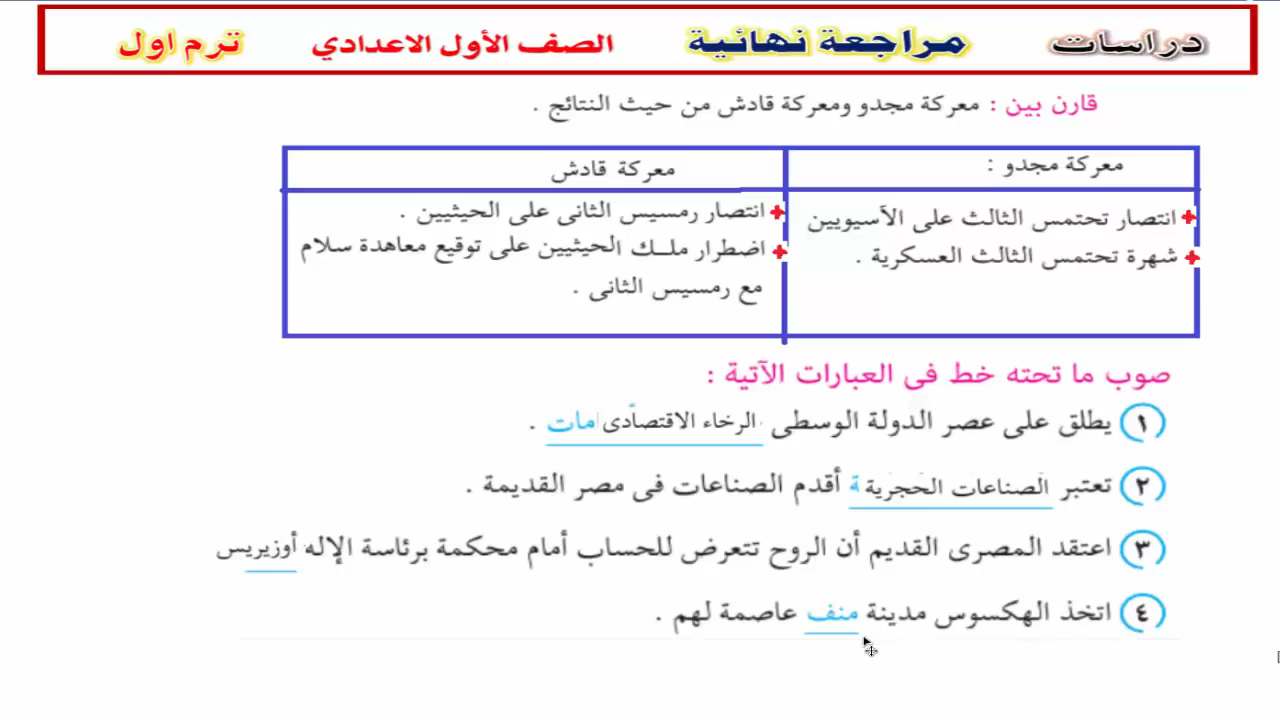 دراسات مراجعة نهائية الصف الأول الاعدادي ترم اول
قارن بين : معركة مجدو ومعركة قادش من حيث النتائج .
معركة مجدو :
انتصار تحتمس الثالث على الآسيويين
شهرة تحتمس الثالث العسكرية .
معركة قادش
انتصار رمسيس الثانى على الحيثيين .
اضطرار ملك الحيثيين على توقيع معاهدة سلام
مع رمسيس الثانى .
صوب ما تحته خط فى العبارات الآتية :
١ يطلق على عصر الدولة الوسطى الرخاء الاقتصادى امات .
٢ تعتبر الصناعات الحجرية ة أقدم الصناعات فى مصر القديمة .
٣ اعتقد المصرى القديم أن الروح تتعرض للحساب أمام محكمة برئاسة الإله أوزيريس
٤ اتخذ الهكسوس مدينة منف عاصمة لهم .